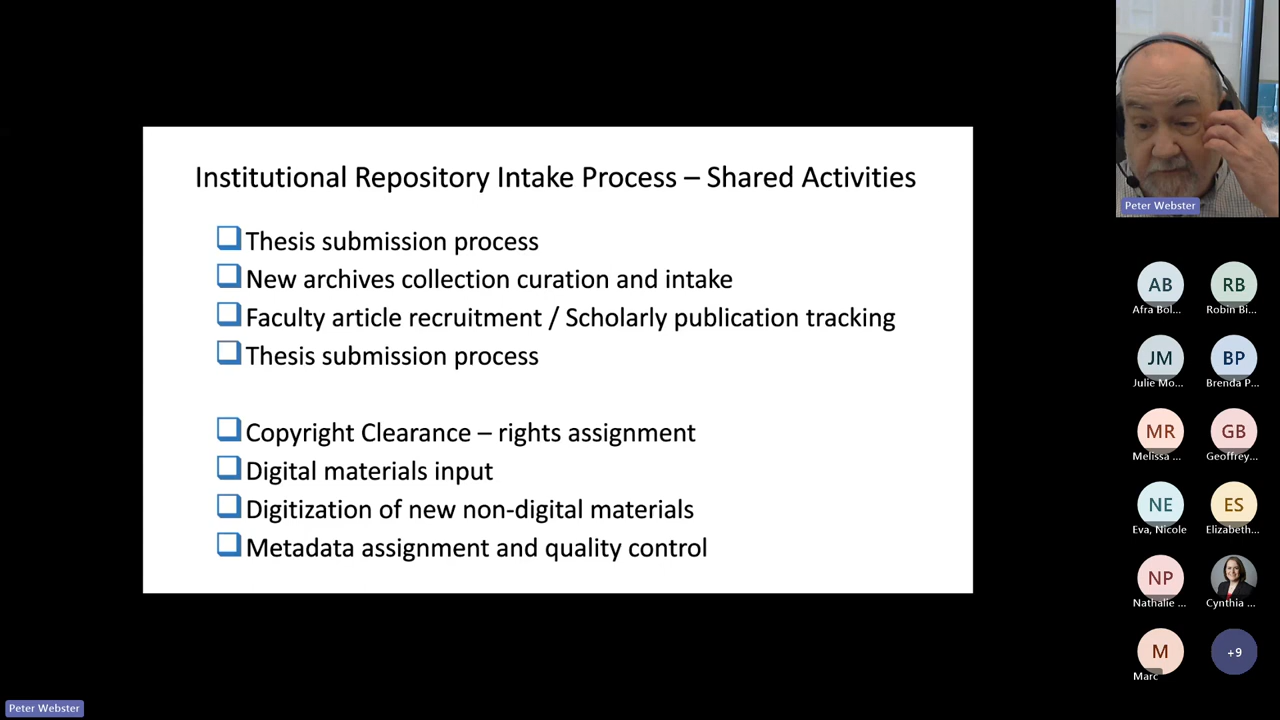 Institutional Repository Intake Process – Shared Activities
Thesis submission process
New archives collection curation and intake
Faculty article recruitment / Scholarly publication tracking
Thesis submission process
Copyright Clearance – rights assignment
Digital materials input
Digitization of new non-digital materials
Metadata assignment and quality control
Peter Webster
AB
RB
Afra Bol...
Robin Bi...
JM
BP
Julie Mo...
Brenda P...
MR
GB
Melissa ...
Geoffrey...
NE
ES
Eva, Nicole
Elizabeth...
NP
Nathalie ...
Cynthia ...
M
+9
Marc
Peter Webster